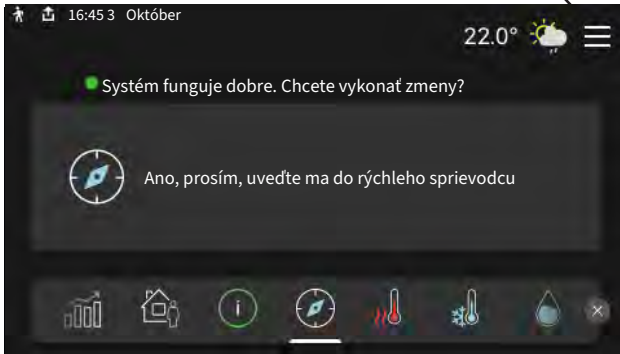 16:45 3 Október
22.0°
Systém funguje dobre. Chcete vykonať zmeny?
Ano, prosím, uveďte ma do rýchleho sprievodcu
i